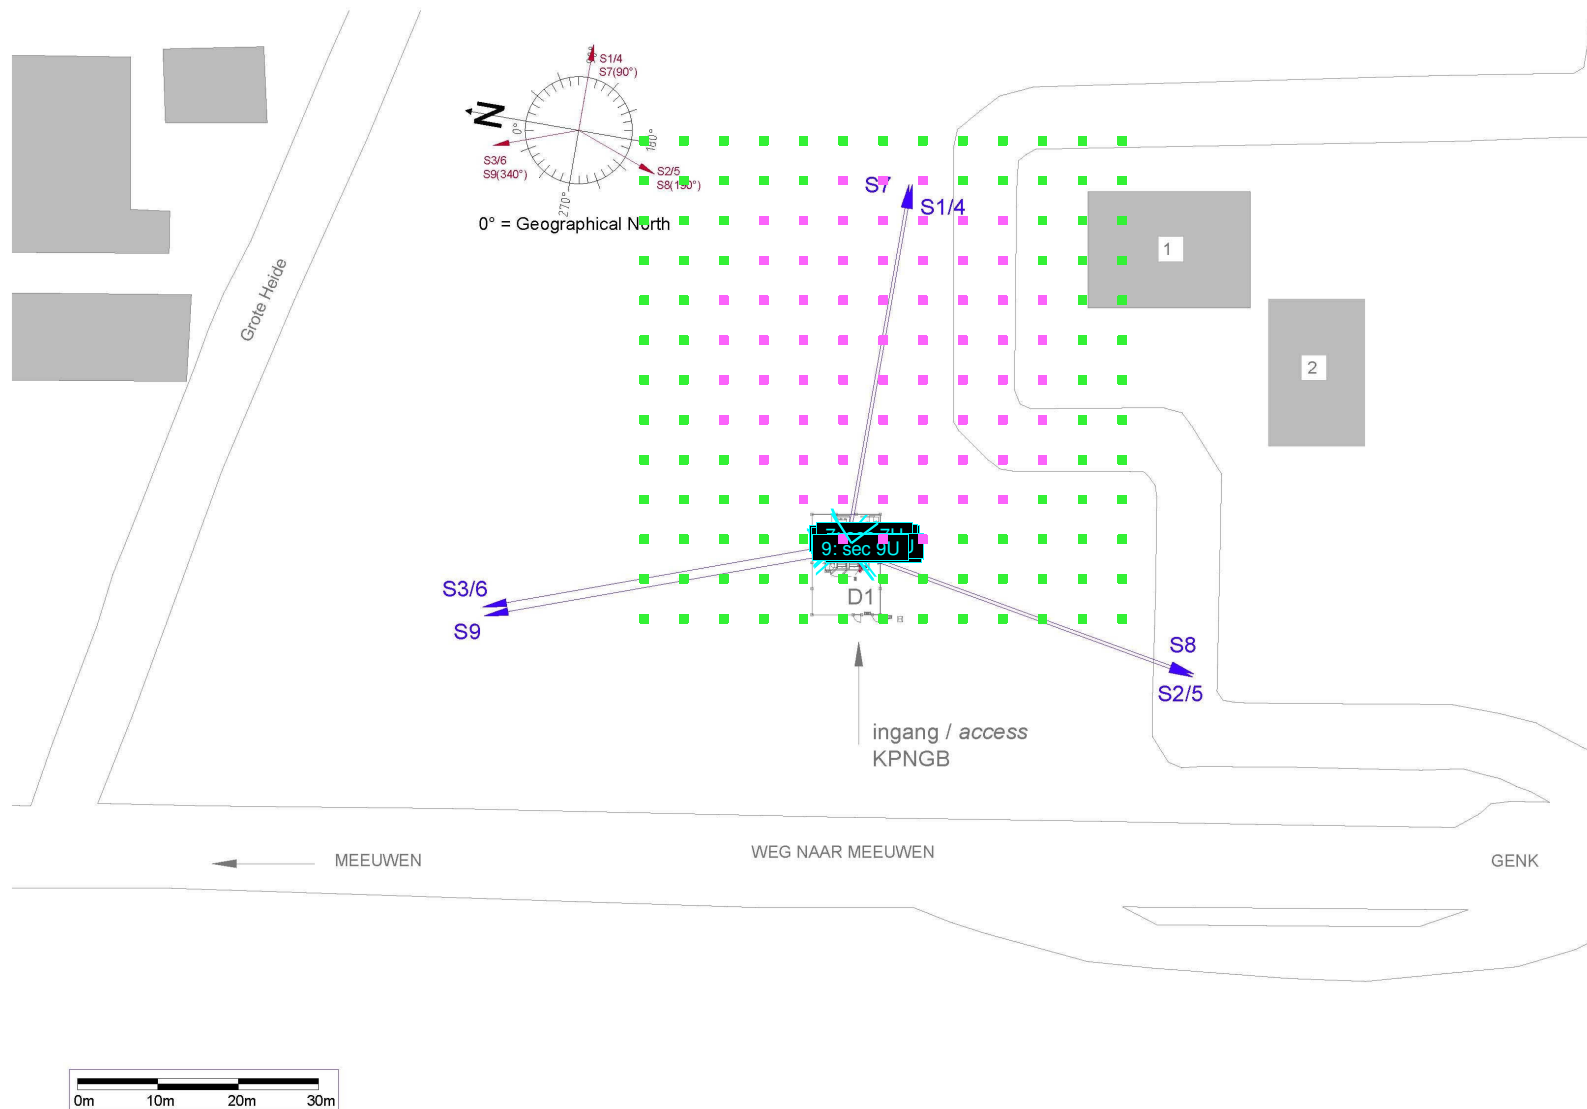 S1/4
S7(90°)
N
0°
180°
S3/6
S9(340°)
S2/5
S8(190°)
270°
0° = Geographical North
S7
S1/4
1
Grote Heide
2
9: sec 9U
S3/6
D1
S9
S8
S2/5
ingang / access
KPNGB
WEG NAAR MEEUWEN
MEEUWEN
GENK
0m 10m 20m 30m